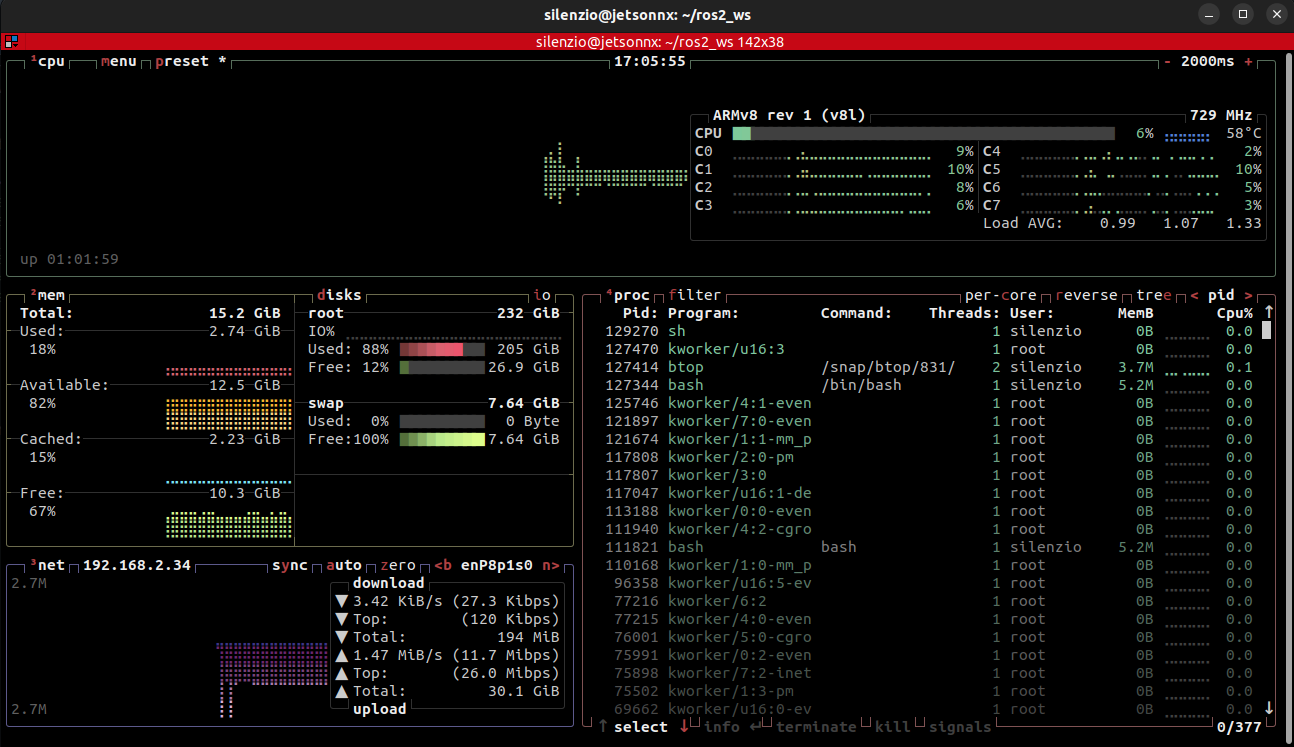 silenzio@jetsonnx: ~/ros2_ws
silenzio@jetsonnx: ~/ros2_ws 142x38
¹cpu menu preset * 17:05:55 - 2000ms +
ARMv8 rev 1 (v8l) 729 MHz
CPU 6% 58°C
C0 9% C4 2%
C1 10% C5 10%
C2 8% C6 5%
C3 6% C7 3%
Load AVG: 0.99 1.07 1.33
up 01:01:59
²mem
Total: 15.2 GiB
Used: 2.74 GiB
18%
Available: 12.5 GiB
82%
Cached: 2.23 GiB
15%
Free: 10.3 GiB
67%
disks io
root 232 GiB
IO%
Used: 88% 205 GiB
Free: 12% 26.9 GiB
swap 7.64 GiB
Used: 0% 0 Byte
Free:100% 7.64 GiB
³net 192.168.2.34 sync auto zero <b enP8p1s0 n>
2.7M
download
▼ 3.42 KiB/s (27.3 Kibps)
▼ Top: (120 Kibps)
▼ Total: 194 MiB
▲ 1.47 MiB/s (11.7 Mibps)
▲ Top: (26.0 Mibps)
▲ Total: 30.1 GiB
upload
2.7M
⁴proc filter per-core reverse tree < pid >
Pid: Program: Command: Threads: User: MemB Cpu% ↑
129270 sh 1 silenzio 0B 0.0
127470 kworker/u16:3 1 root 0B 0.0
127414 btop /snap/btop/831/ 2 silenzio 3.7M 0.1
127344 bash /bin/bash 1 silenzio 5.2M 0.0
125746 kworker/4:1-even 1 root 0B 0.0
121897 kworker/7:0-even 1 root 0B 0.0
121674 kworker/1:1-mm_p 1 root 0B 0.0
117808 kworker/2:0-pm 1 root 0B 0.0
117807 kworker/3:0 1 root 0B 0.0
117047 kworker/u16:1-de 1 root 0B 0.0
113188 kworker/0:0-even 1 root 0B 0.0
111940 kworker/4:2-cgro 1 root 0B 0.0
111821 bash bash 1 silenzio 5.2M 0.0
110168 kworker/1:0-mm_p 1 root 0B 0.0
96358 kworker/u16:5-ev 1 root 0B 0.0
77216 kworker/6:2 1 root 0B 0.0
77215 kworker/4:0-even 1 root 0B 0.0
76001 kworker/5:0-cgro 1 root 0B 0.0
75991 kworker/0:2-even 1 root 0B 0.0
75898 kworker/7:2-inet 1 root 0B 0.0
75502 kworker/1:3-pm 1 root 0B 0.0
69662 kworker/u16:0-ev 1 root 0B 0.0 ↓
↑ select ↓ info ↵ terminate kill signals 0/377